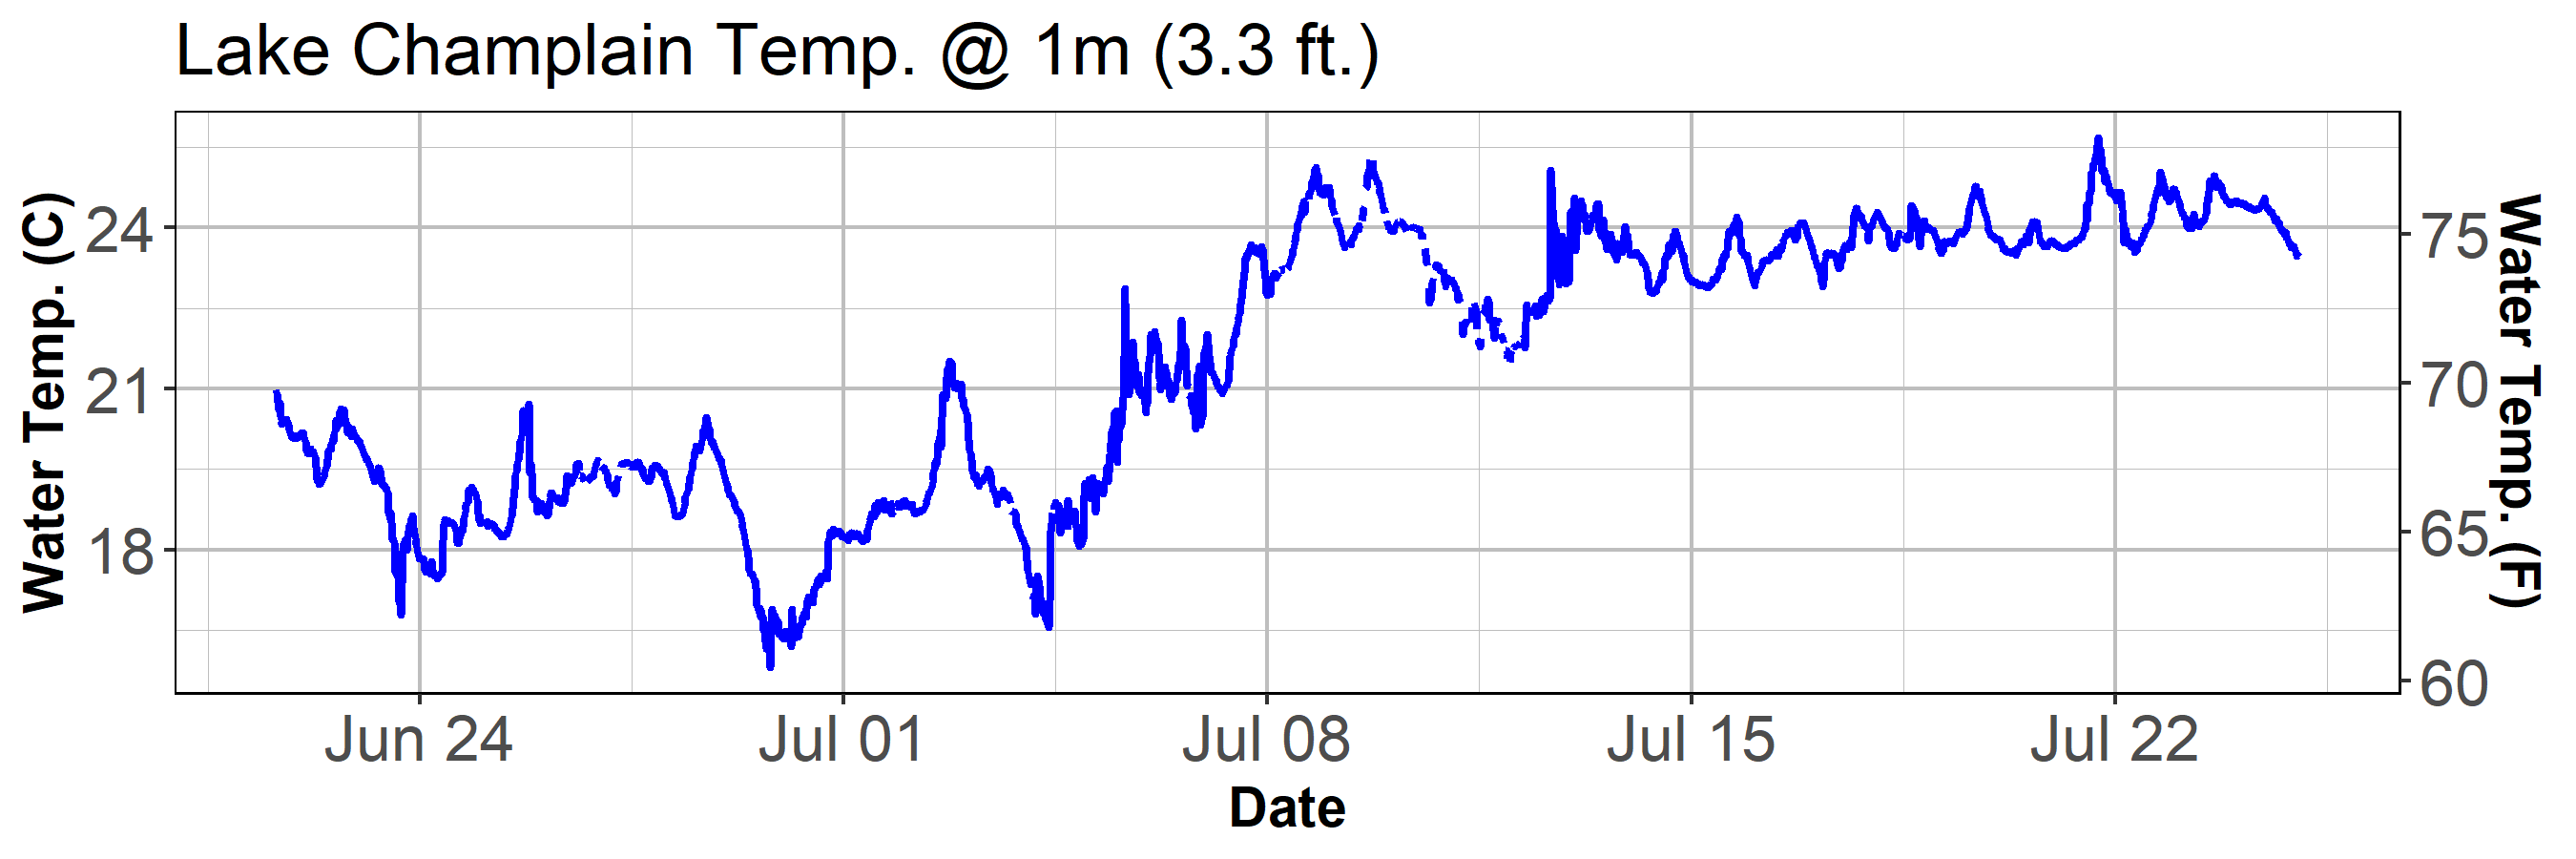 Lake Champlain Temp. @ 1m (3.3 ft.)
Water Temp. (C)
24
21
18
75
70
65
60
Water Temp. (F)
Jun 24
Jul 01
Jul 08
Jul 15
Jul 22
Date